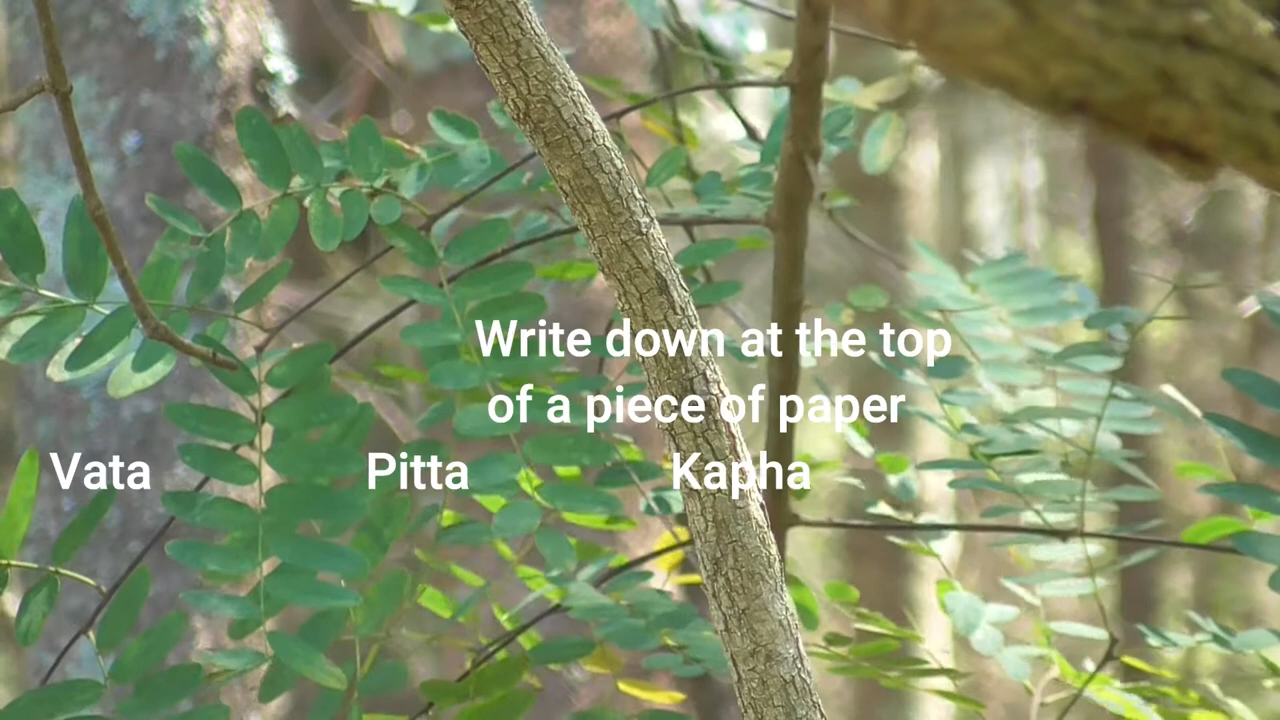 Write down at the top
of a piece of paper
Vata Pitta Kapha